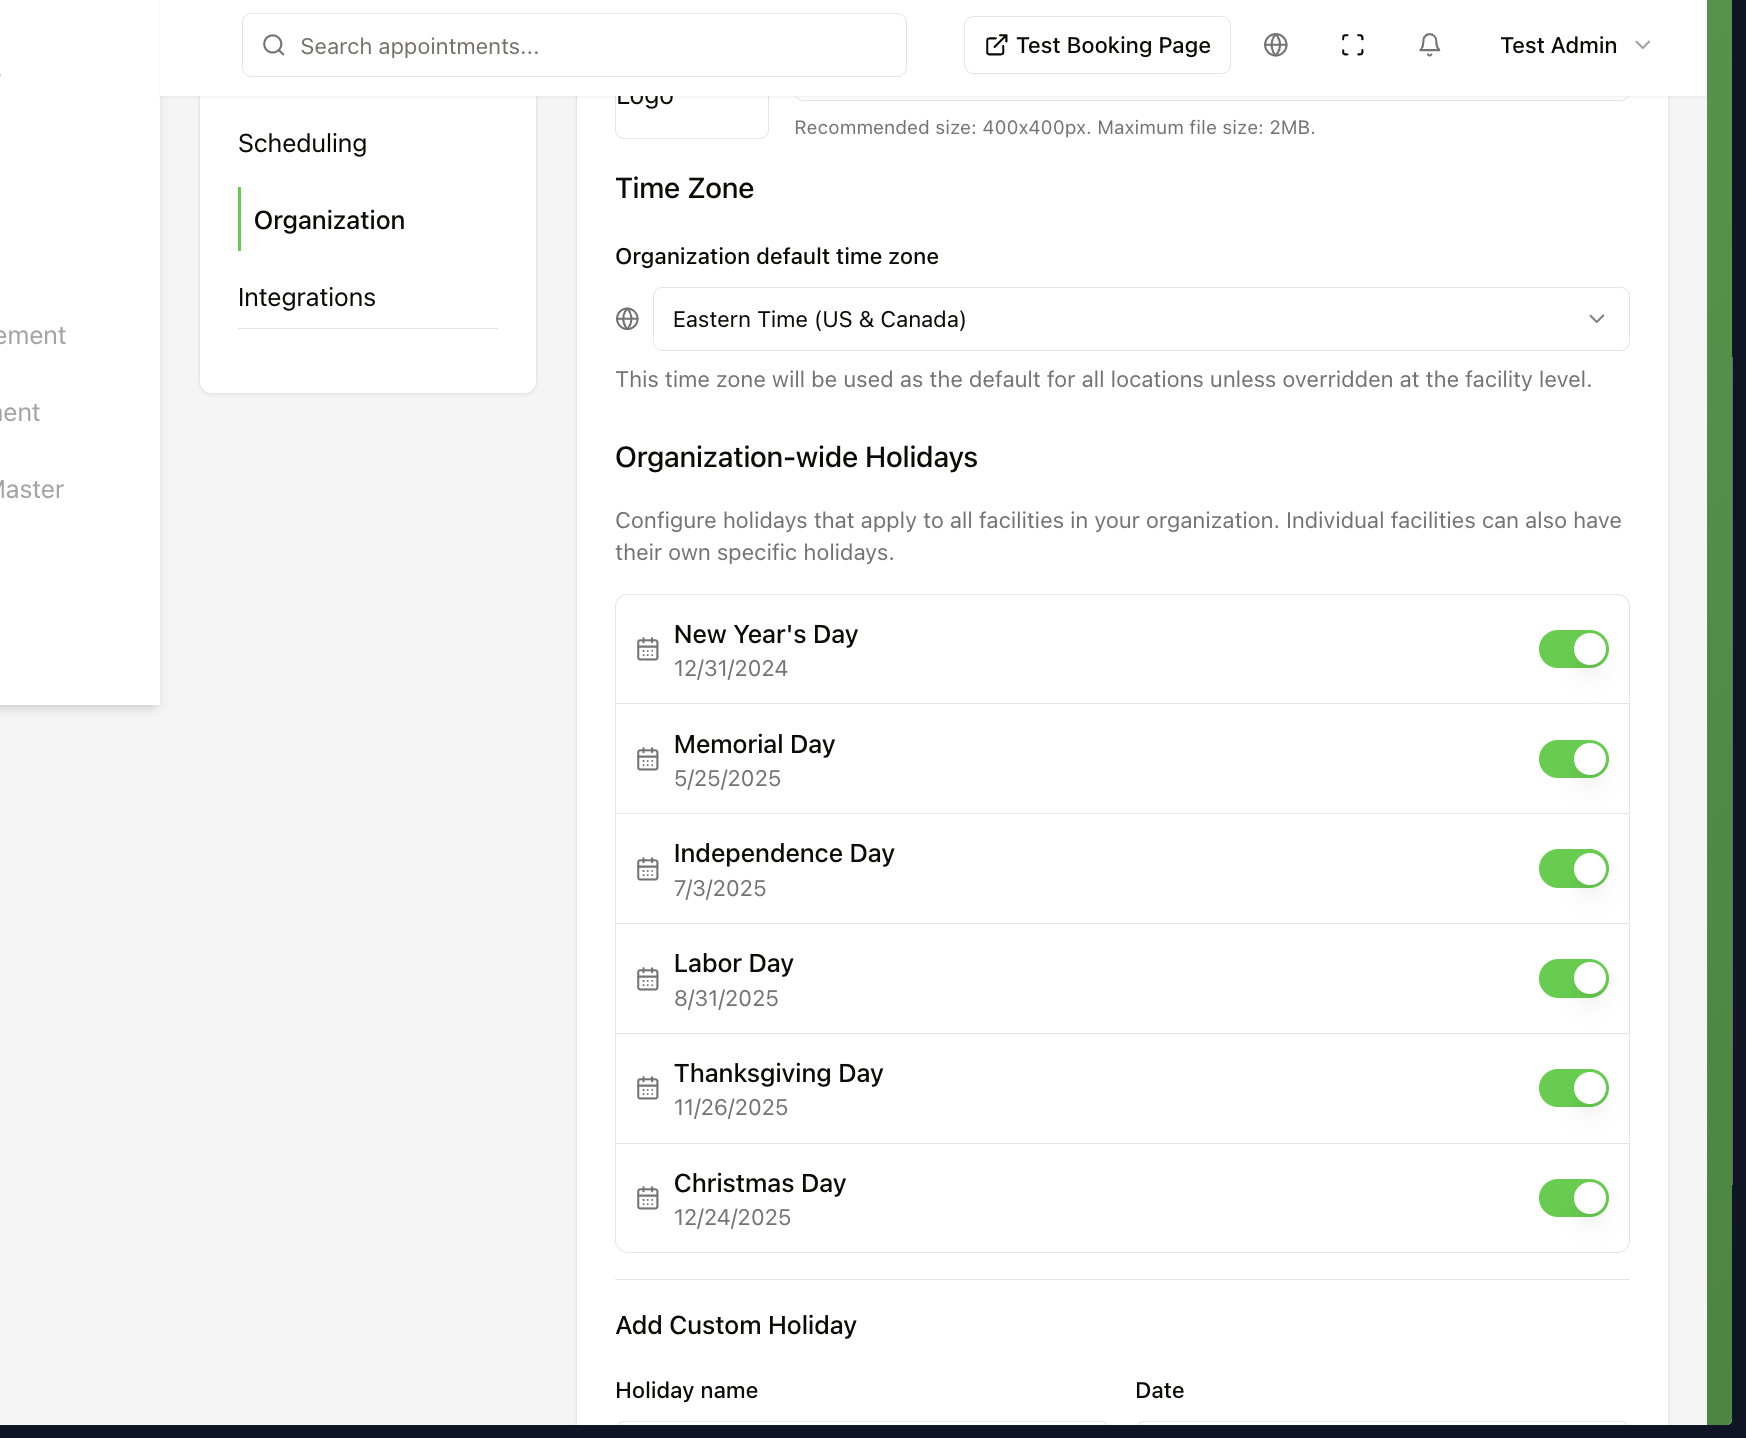 Search appointments...
Test Booking Page
Test Admin
Scheduling
Organization
Integrations
ement
ent
Master
Logo
Recommended size: 400x400px. Maximum file size: 2MB.
Time Zone
Organization default time zone
Eastern Time (US & Canada)
This time zone will be used as the default for all locations unless overridden at the facility level.
Organization-wide Holidays
Configure holidays that apply to all facilities in your organization. Individual facilities can also have
their own specific holidays.
New Year's Day
12/31/2024
Memorial Day
5/25/2025
Independence Day
7/3/2025
Labor Day
8/31/2025
Thanksgiving Day
11/26/2025
Christmas Day
12/24/2025
Add Custom Holiday
Holiday name
Date